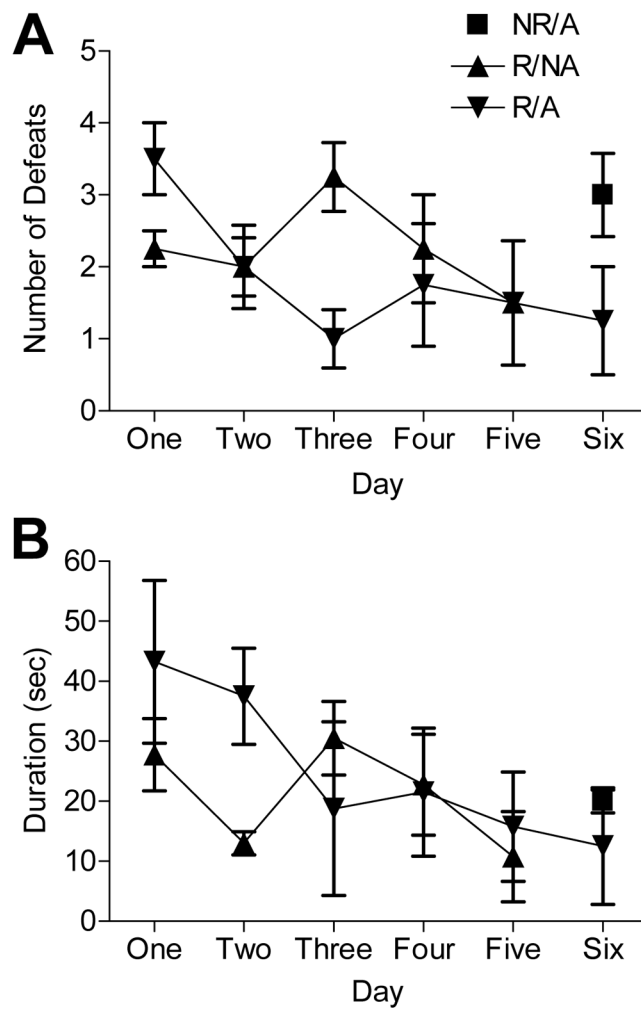 A
NR/A
R/NA
R/A
Number of Defeats
5
4
3
2
1
0
One Two Three Four Five Six
Day
B
Duration (sec)
60
50
40
30
20
10
0
One Two Three Four Five Six
Day